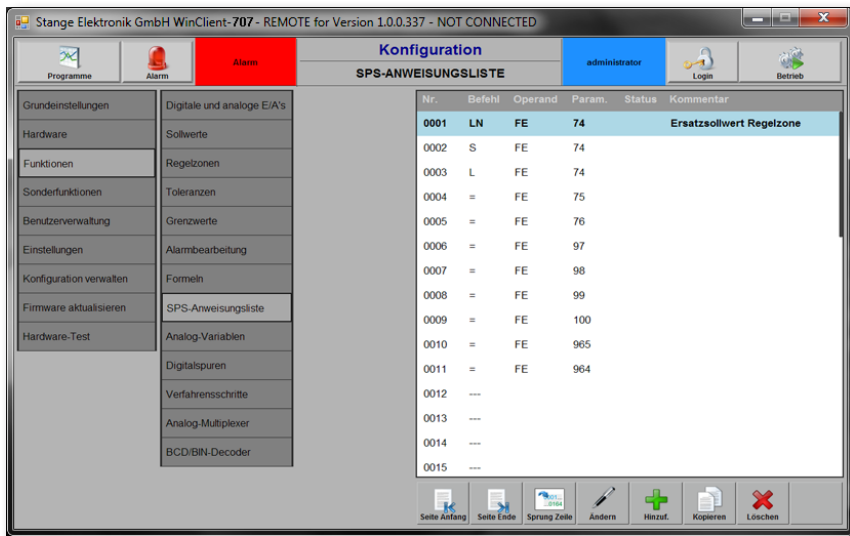 Stange Elektronik GmbH WinClient-707 - REMOTE for Version 1.0.0.337 - NOT CONNECTED
Programme
Alarm
Alarm
Konfiguration
SPS-ANWEISUNGSLISTE
administrator
Login
Betrieb
Grundeinstellungen
Hardware
Funktionen
Sonderfunktionen
Benutzerverwaltung
Einstellungen
Konfiguration verwalten
Firmware aktualisieren
Hardware-Test
Digitale und analoge E/A's
Sollwerte
Regelzonen
Toleranzen
Grenzwerte
Alarmbearbeitung
Formeln
SPS-Anweisungsliste
Analog-Variablen
Digitalspuren
Verfahrensschritte
Analog-Multiplexer
BCD/BIN-Decoder
Nr. Befehl Operand Param. Status Kommentar
0001 LN FE 74 Ersatzsollwert Regelzone
0002 S FE 74
0003 L FE 74
0004 = FE 75
0005 = FE 76
0006 = FE 97
0007 = FE 98
0008 = FE 99
0009 = FE 100
0010 = FE 965
0011 = FE 964
0012 ---
0013 ---
0014 ---
0015 ---
Seite Anfang
Seite Ende
Sprung Zeile
Ändern
Hinzuf.
Kopieren
Löschen